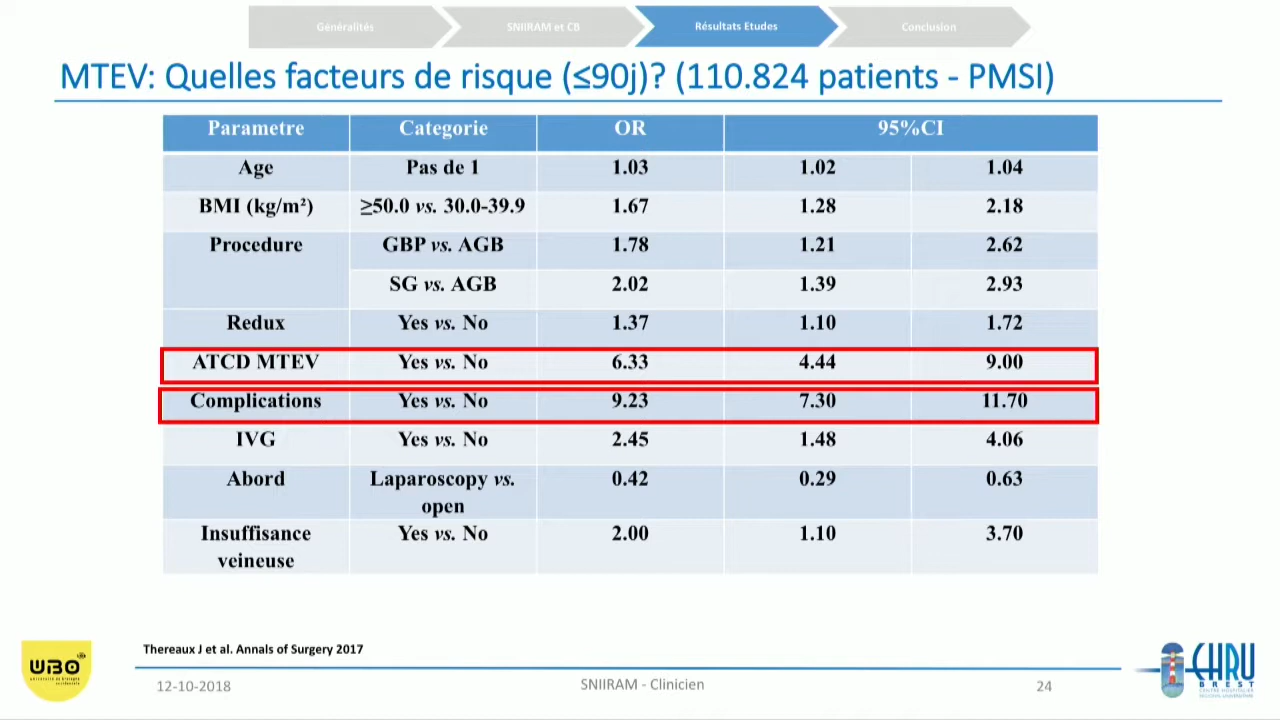 Généralités SNIIRAM et CB Résultats Etudes Conclusion
MTEV: Quelles facteurs de risque (≤90j)? (110.824 patients - PMSI)
Parametre Categorie OR 95%CI
Age Pas de 1 1.03 1.02 1.04
BMI (kg/m²) ≥50.0 vs. 30.0-39.9 1.67 1.28 2.18
Procedure GBP vs. AGB 1.78 1.21 2.62
SG vs. AGB 2.02 1.39 2.93
Redux Yes vs. No 1.37 1.10 1.72
ATCD MTEV Yes vs. No 6.33 4.44 9.00
Complications Yes vs. No 9.23 7.30 11.70
IVG Yes vs. No 2.45 1.48 4.06
Abord Laparoscopy vs. 0.42 0.29 0.63
open
Insuffisance Yes vs. No 2.00 1.10 3.70
veineuse
Thereaux J et al. Annals of Surgery 2017
UBO
12-10-2018 SNIIRAM - Clinicien 24
CHRU
BREST